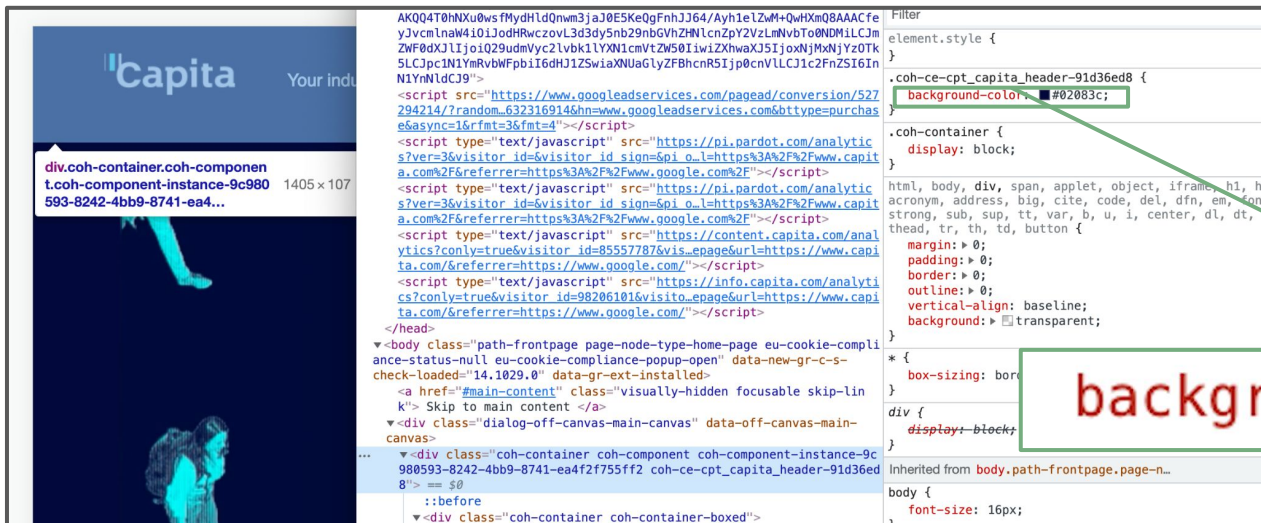 Capita
Your indu
div.coh-container.coh-componen
t.coh-component-instance-9c980
593-8242-4bb9-8741-ea4…
1405 × 107
AKQQ4T0hNXu0wsfMydHldQnwm3jaJ0E5KeQgFnhJJ64/Ayh1elZwM+QwHXmQ8AAACfe
yJvcmlnaW4iOiJodHRwczovL3d3dy5nb29nbGVhZHNlcnZpY2VzLmNvbTo0NDMiLCJm
ZWF0dXJlIjoiQ29udmVyc2lvbk1lYXN1cmVtZW50IiwiZXhwaXJ5IjoxNjMxNjYzOTk
5LCJpc1N1YmRvbWFpbiI6dHJ1ZSwiaXNUaGlyZFBhcnR5Ijp0cnVlLCJ1c2FnZSI6In
N1YnNldCJ9">
<script src="https://www.googleadservices.com/pagead/conversion/527
294214/?random…632316914&hn=www.googleadservices.com&bttype=purchas
e&async=1&rfmt=3&fmt=4"></script>
<script type="text/javascript" src="https://pi.pardot.com/analytic
s?ver=3&visitor_id=&visitor_id_sign=&pi_o…l=https%3A%2F%2Fwww.capit
a.com%2F&referrer=https%3A%2F%2Fwww.google.com%2F"></script>
<script type="text/javascript" src="https://pi.pardot.com/analytic
s?ver=3&visitor_id=&visitor_id_sign=&pi_o…l=https%3A%2F%2Fwww.capit
a.com%2F&referrer=https%3A%2F%2Fwww.google.com%2F"></script>
<script type="text/javascript" src="https://content.capita.com/anal
ytics?conly=true&visitor_id=85557787&vis…epage&url=https://www.capi
ta.com/&referrer=https://www.google.com/"></script>
<script type="text/javascript" src="https://info.capita.com/analyti
cs?conly=true&visitor_id=98206101&visito…epage&url=https://www.capi
ta.com/&referrer=https://www.google.com/"></script>
</head>
▼<body class="path-frontpage page-node-type-home-page eu-cookie-compli
ance-status-null eu-cookie-compliance-popup-open" data-new-gr-c-s-
check-loaded="14.1029.0" data-gr-ext-installed>
<a href="#main-content" class="visually-hidden focusable skip-lin
k"> Skip to main content </a>
▼<div class="dialog-off-canvas-main-canvas" data-off-canvas-main-
canvas>
… ▼<div class="coh-container coh-component coh-component-instance-9c
980593-8242-4bb9-8741-ea4f2f755ff2 coh-ce-cpt_capita_header-91d36ed
8"> == $0
::before
▼<div class="coh-container coh-container-boxed">
Filter
element.style {
}
.coh-ce-cpt_capita_header-91d36ed8 {
background-color: #02083c;
}
.coh-container {
display: block;
}
html, body, div, span, applet, object, iframe, h1, h
acronym, address, big, cite, code, del, dfn, em, fon
strong, sub, sup, tt, var, b, u, i, center, dl, dt,
thead, tr, th, td, button {
margin: ▶ 0;
padding: ▶ 0;
border: ▶ 0;
outline: ▶ 0;
vertical-align: baseline;
background: ▶ transparent;
}
* {
box-sizing: bor
}
div {
display: block;
}
backgr
Inherited from body.path-frontpage.page-n…
body {
font-size: 16px;
}